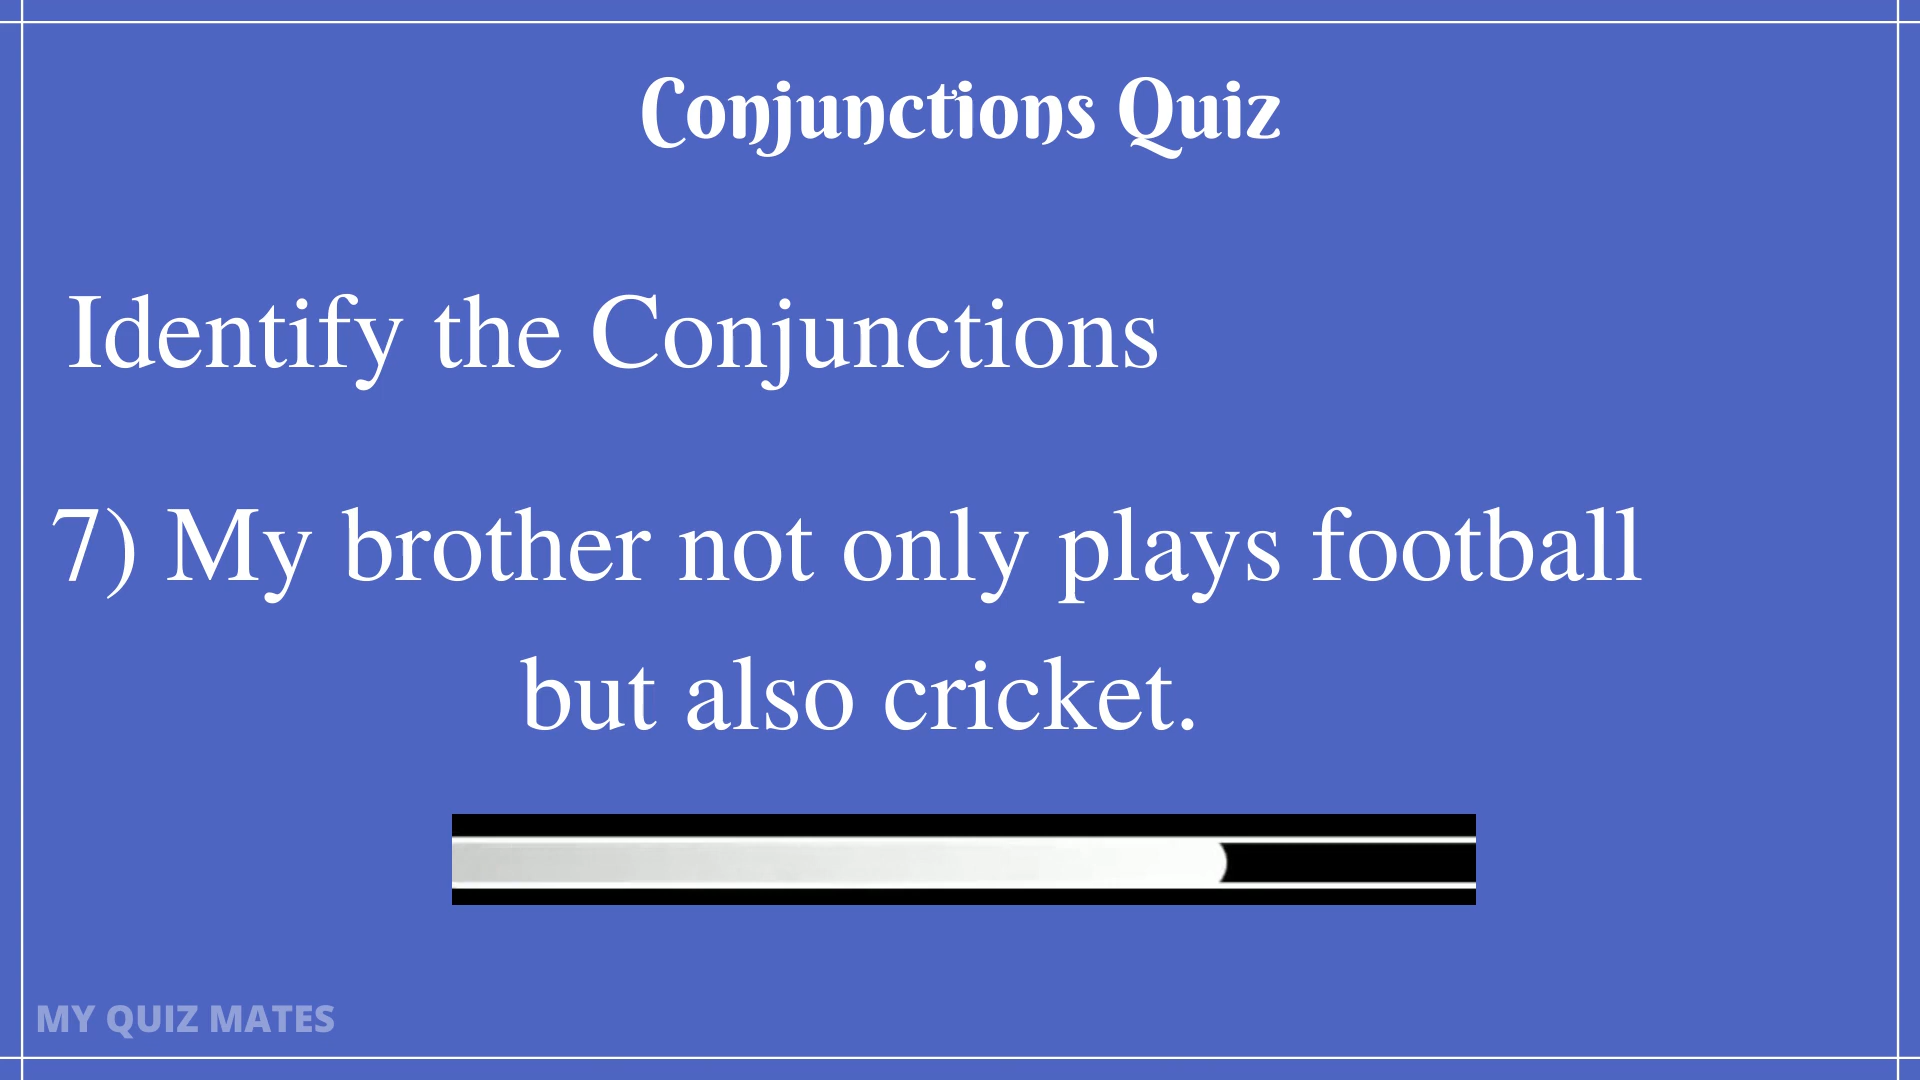 Conjunctions Quiz
Identify the Conjunctions
7) My brother not only plays football
but also cricket.
MY QUIZ MATES